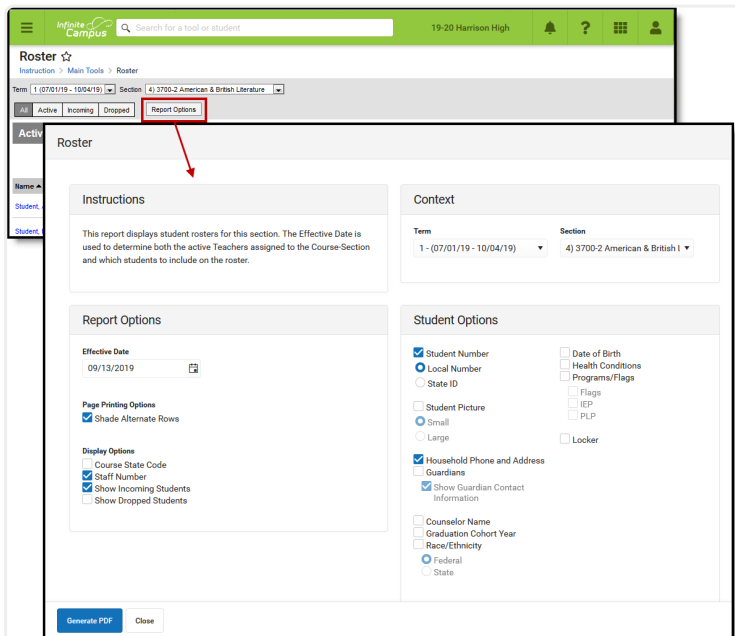 Infinite Campus
Search for a tool or student
19-20 Harrison High
?
Roster
Instruction > Main Tools > Roster
Term 1 (07/01/19 - 10/04/19) Section 4) 3700-2 American & British Literature
All Active Incoming Dropped Report Options
Activ
Name
Student,
Student,
Roster
Instructions
This report displays student rosters for this section. The Effective Date is
used to determine both the active Teachers assigned to the Course-Section
and which students to include on the roster.
Context
Term Section
1 - (07/01/19 - 10/04/19) 4) 3700-2 American & British L
Report Options
Effective Date
09/13/2019
Page Printing Options
Shade Alternate Rows
Display Options
Course State Code
Staff Number
Show Incoming Students
Show Dropped Students
Student Options
Student Number
Local Number
State ID
Student Picture
Small
Large
Household Phone and Address
Guardians
Show Guardian Contact
Information
Counselor Name
Graduation Cohort Year
Race/Ethnicity
Federal
State
Date of Birth
Health Conditions
Programs/Flags
Flags
IEP
PLP
Locker
Generate PDF Close